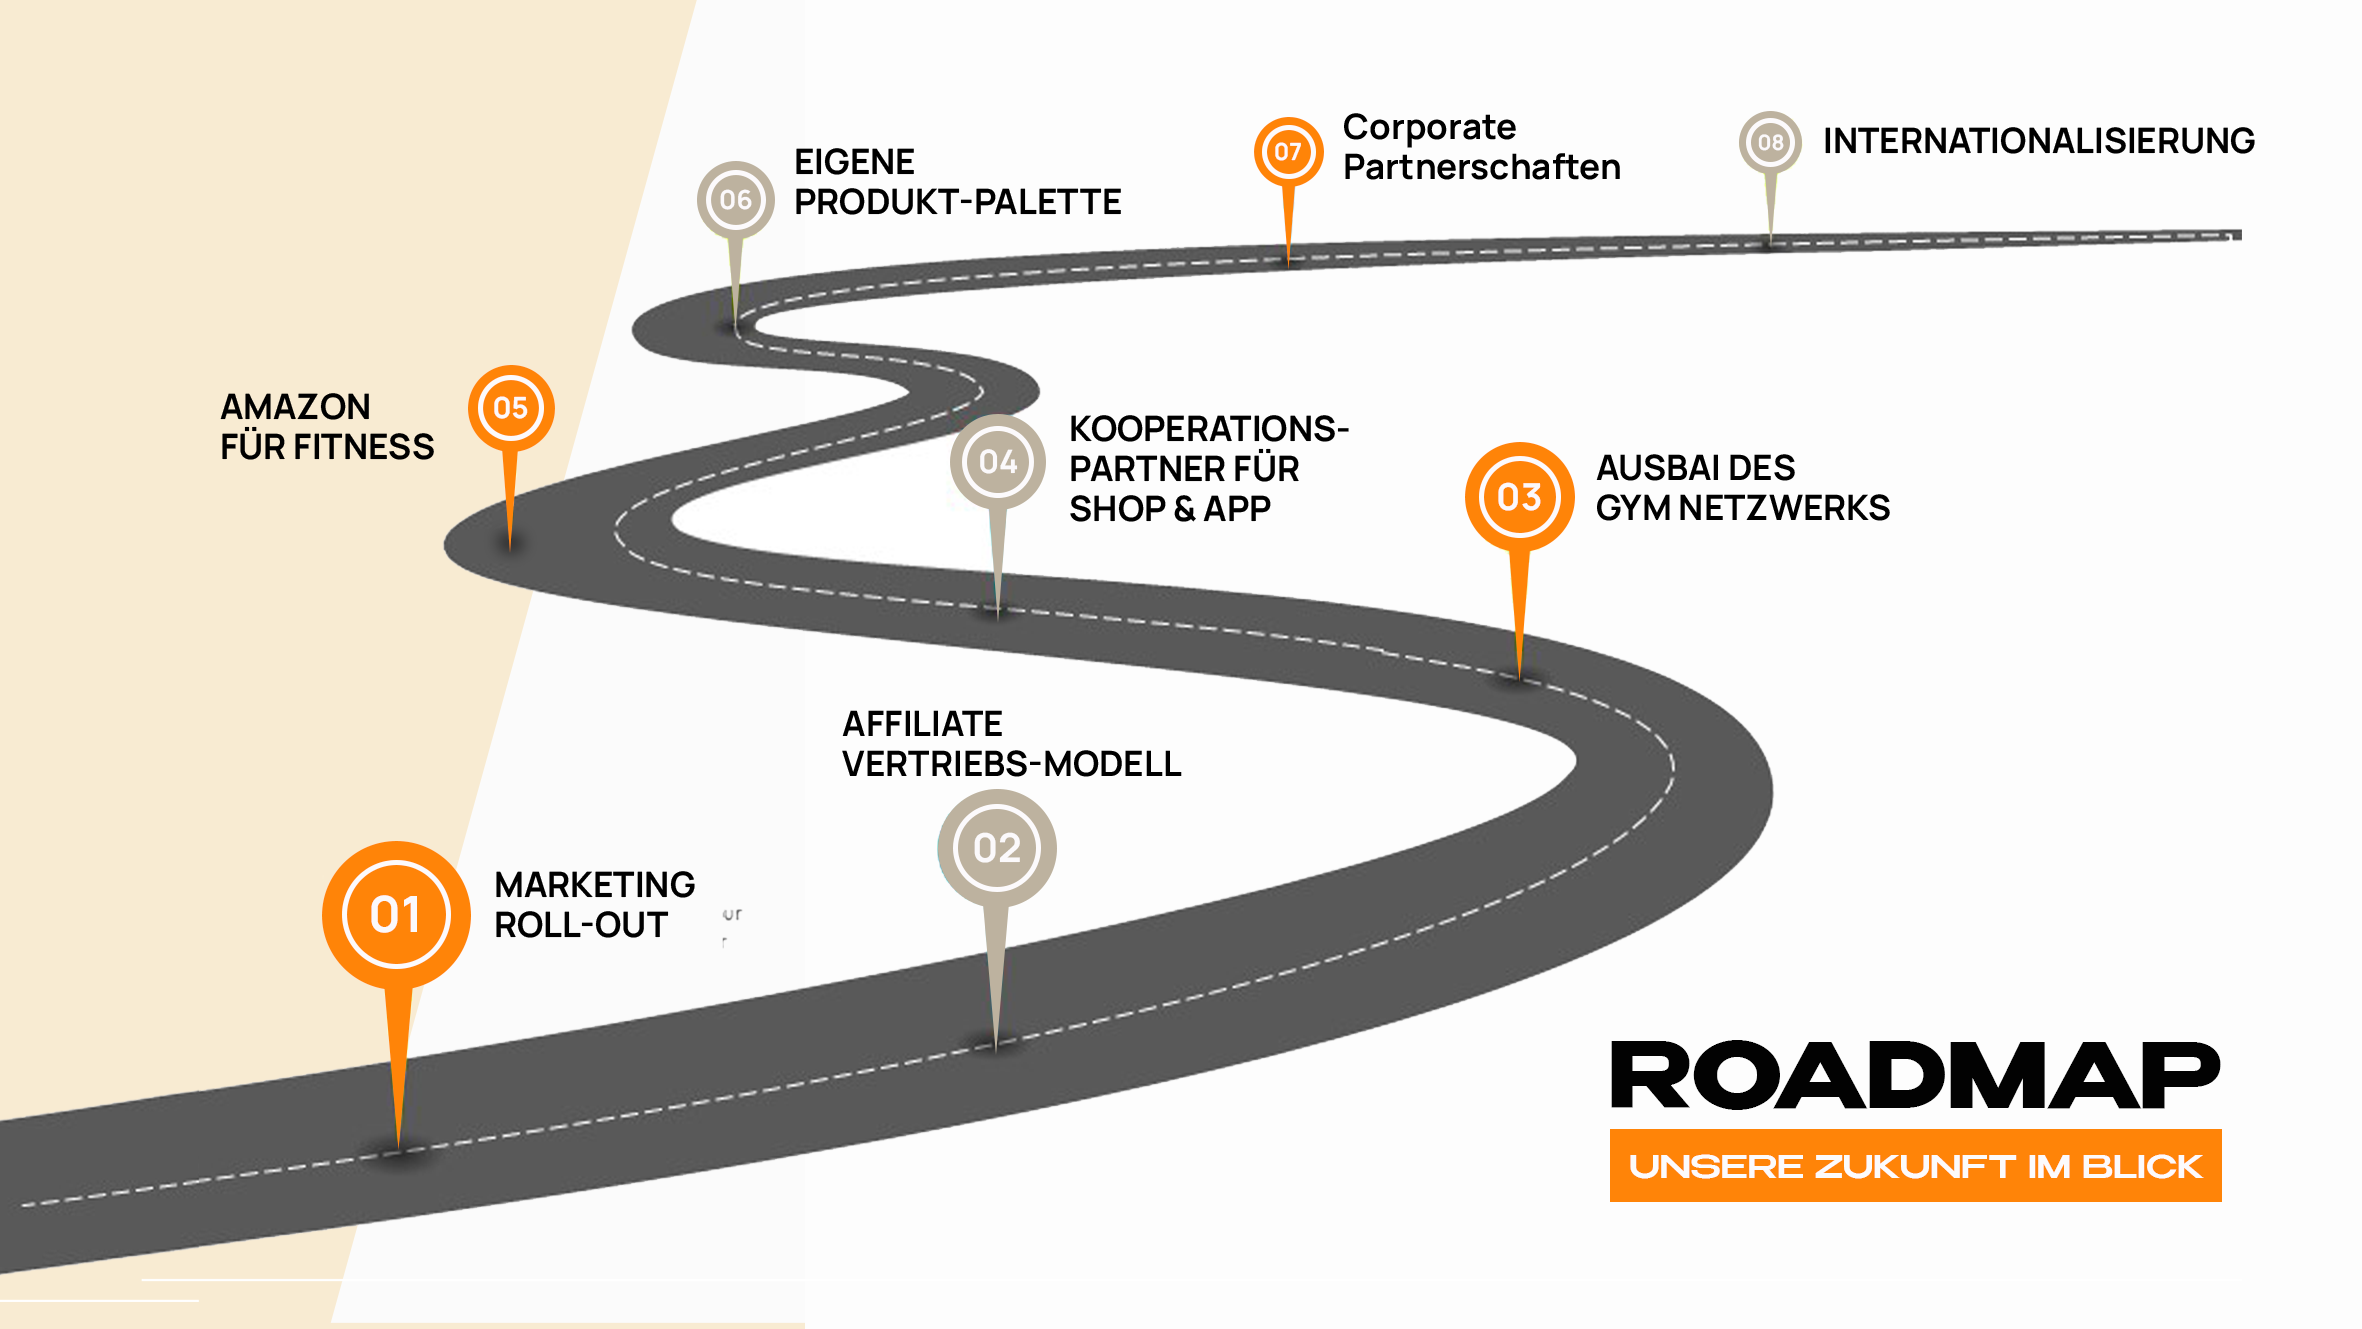 01
MARKETING
ROLL-OUT
ur
r
AFFILIATE
VERTRIEBS-MODELL
02
03
AUSBAI DES
GYM NETZWERKS
04
KOOPERATIONS-
PARTNER FÜR
SHOP & APP
AMAZON
FÜR FITNESS
05
06
EIGENE
PRODUKT-PALETTE
07
Corporate
Partnerschaften
08
INTERNATIONALISIERUNG
ROADMAP
UNSERE ZUKUNFT IM BLICK